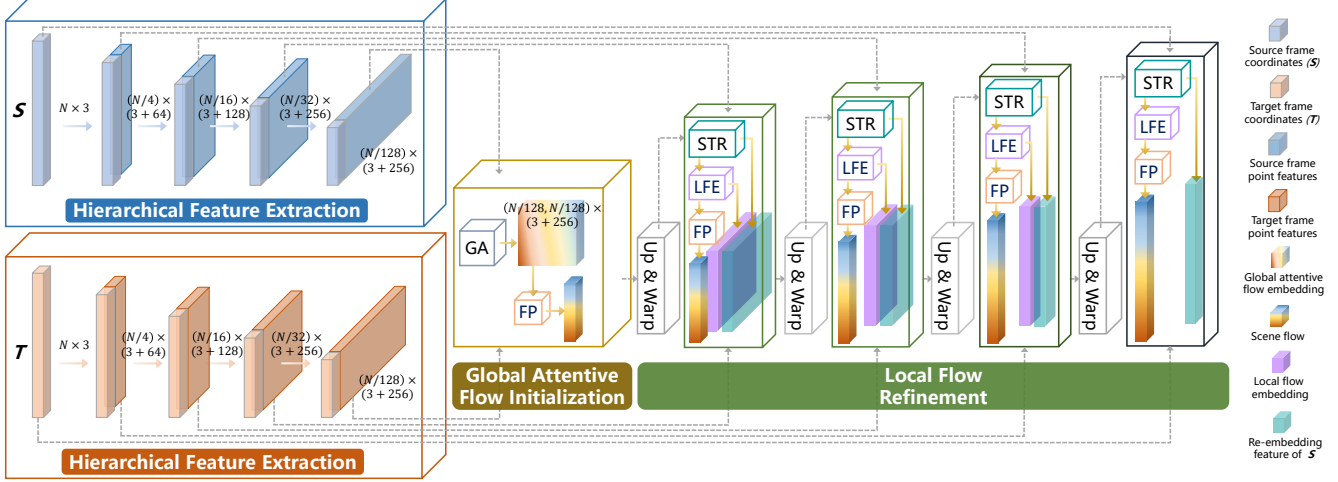 S
N × 3
(N/4) ×
(3 + 64)
(N/16) ×
(3 + 128)
(N/32) ×
(3 + 256)
(N/128) ×
(3 + 256)
Hierarchical Feature Extraction
T
N × 3
(N/4) ×
(3 + 64)
(N/16) ×
(3 + 128)
(N/32) ×
(3 + 256)
(N/128) ×
(3 + 256)
Hierarchical Feature Extraction
GA
(N/128, N/128) ×
(3 + 256)
FP
Global Attentive
Flow Initialization
Up & Warp
STR
LFE
FP
Up & Warp
STR
LFE
FP
Up & Warp
STR
LFE
FP
Up & Warp
STR
LFE
FP
Local Flow
Refinement
Source frame
coordinates (S)
Target frame
coordinates (T)
Source frame
point features
Target frame
point features
Global attentive
flow embedding
Scene flow
Local flow
embedding
Re-embedding
feature of S